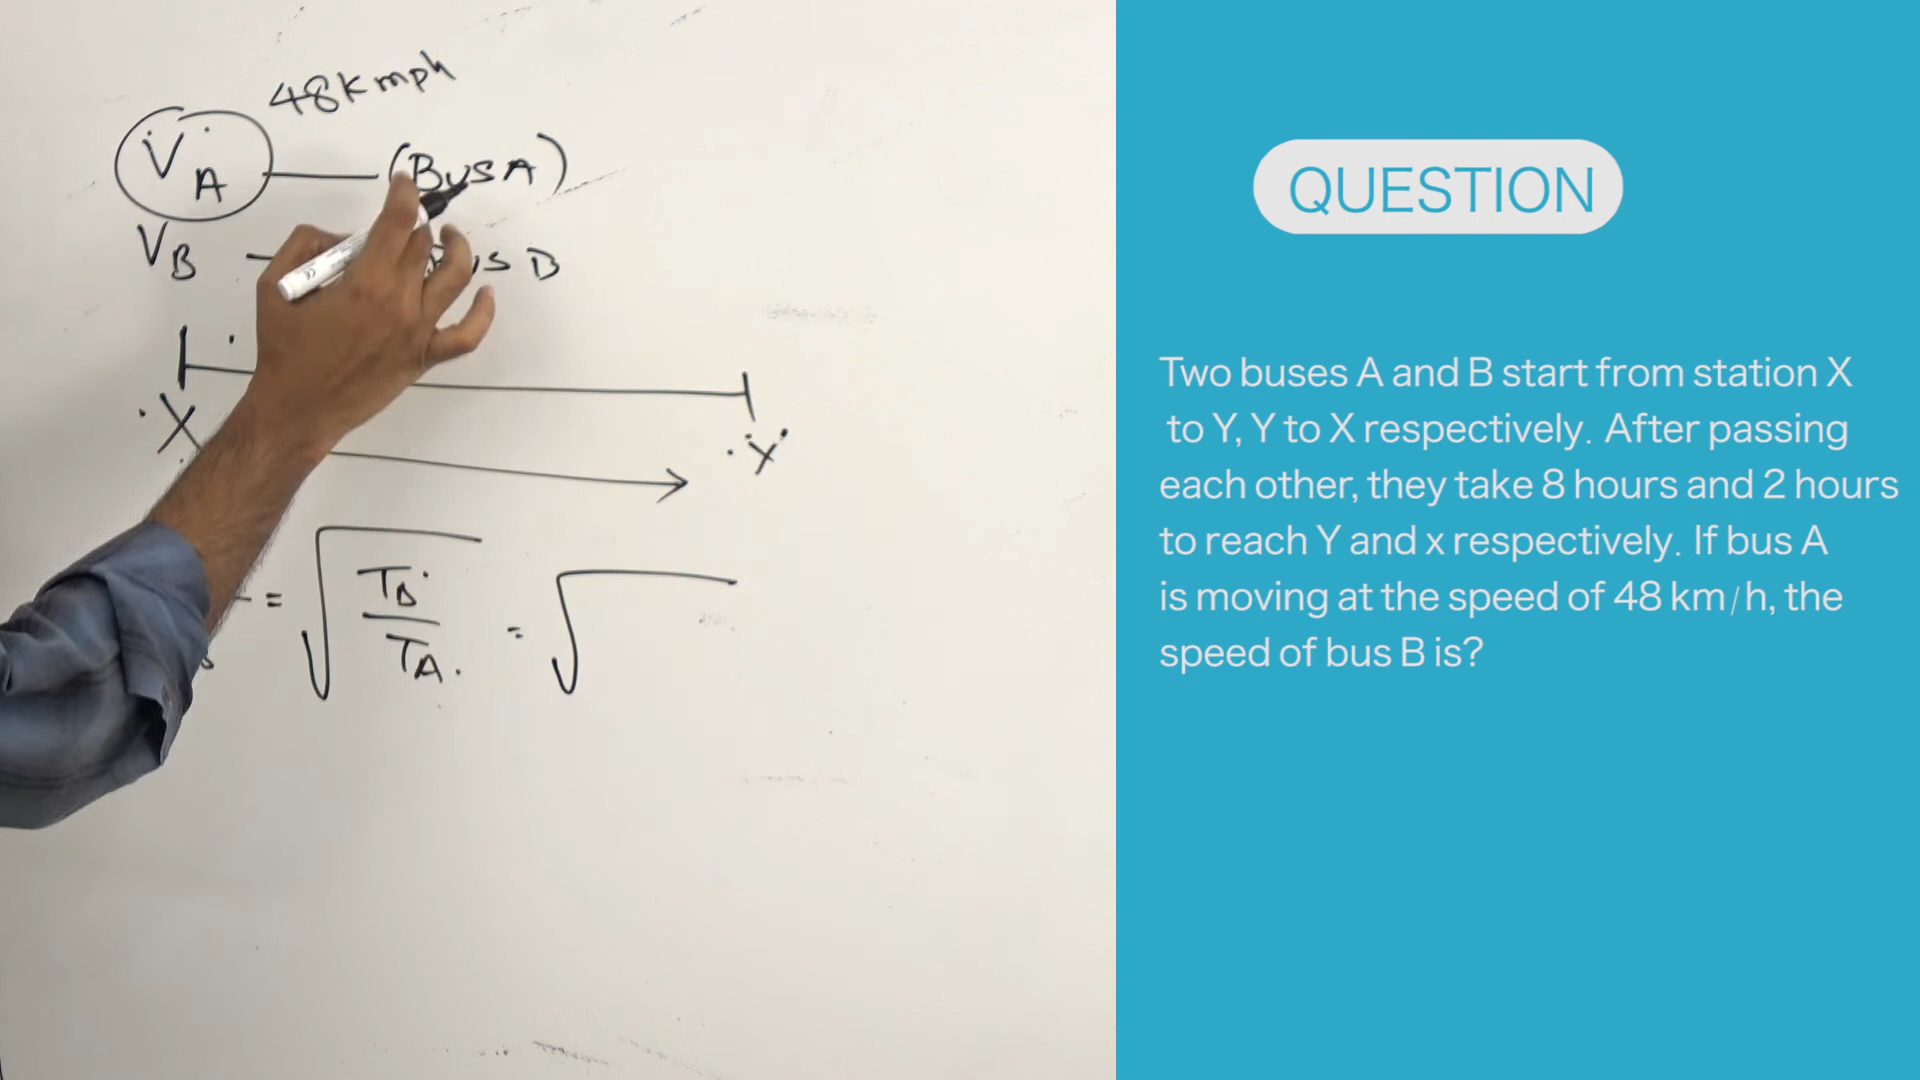 48Kmph
VA (BUSA)
VB US B
X
Y
= √ TB / TA = √
QUESTION
Two buses A and B start from station X
to Y, Y to X respectively. After passing
each other, they take 8 hours and 2 hours
to reach Y and x respectively. If bus A
is moving at the speed of 48 km/h, the
speed of bus B is?